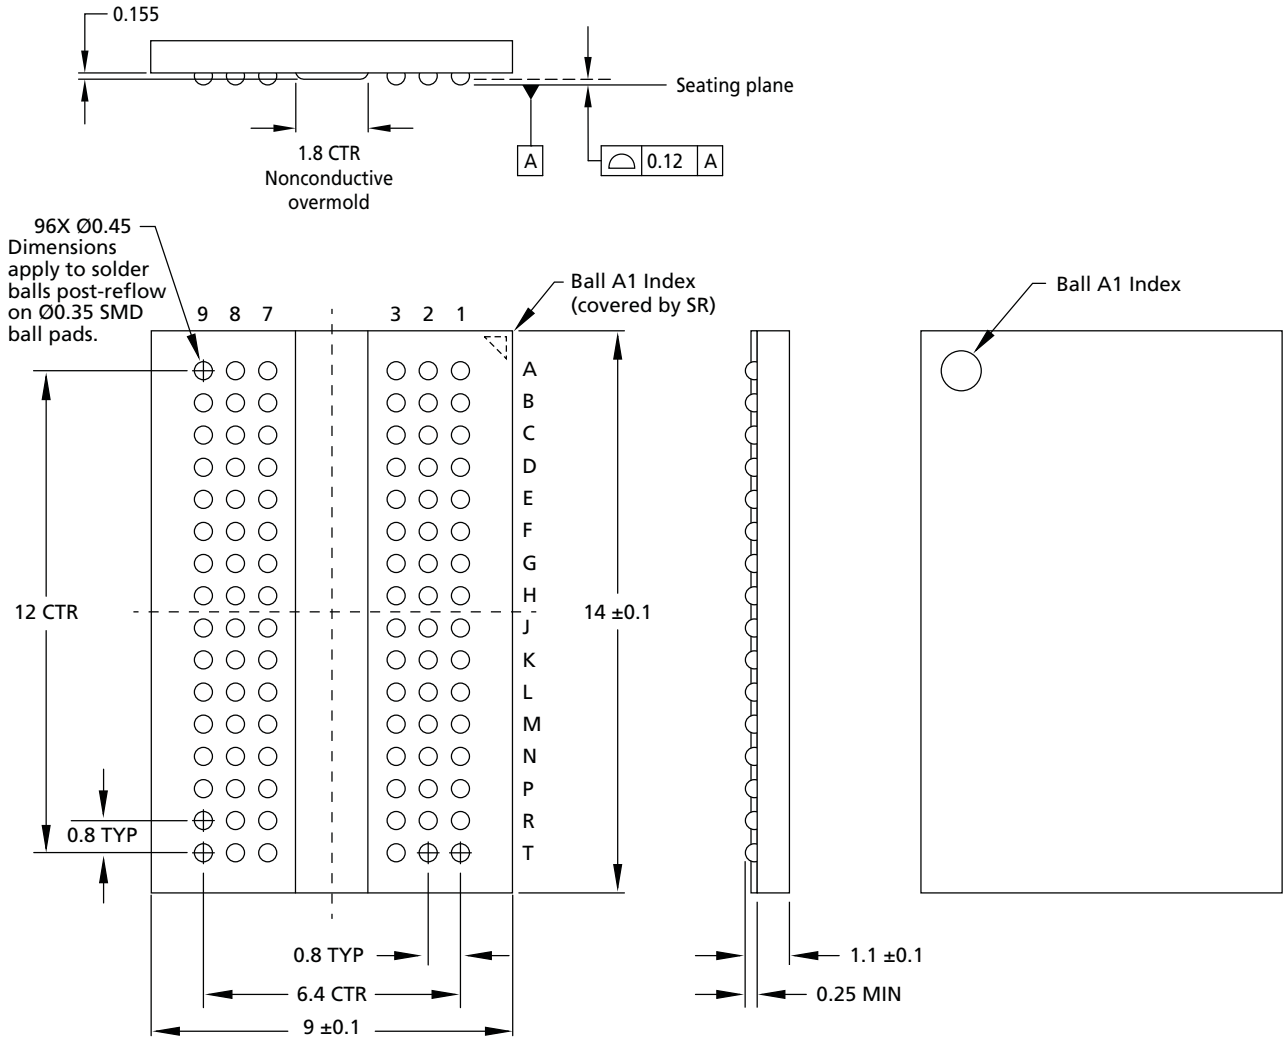 0.155
Seating plane
1.8 CTR
Nonconductive
overmold
A
0.12 A
96X Ø0.45
Dimensions
apply to solder
balls post-reflow
on Ø0.35 SMD
ball pads.
Ball A1 Index
(covered by SR)
Ball A1 Index
9 8 7 3 2 1
A
B
C
D
E
F
G
H
J
K
L
M
N
P
R
T
12 CTR
14 ±0.1
0.8 TYP
0.8 TYP
1.1 ±0.1
6.4 CTR
0.25 MIN
9 ±0.1